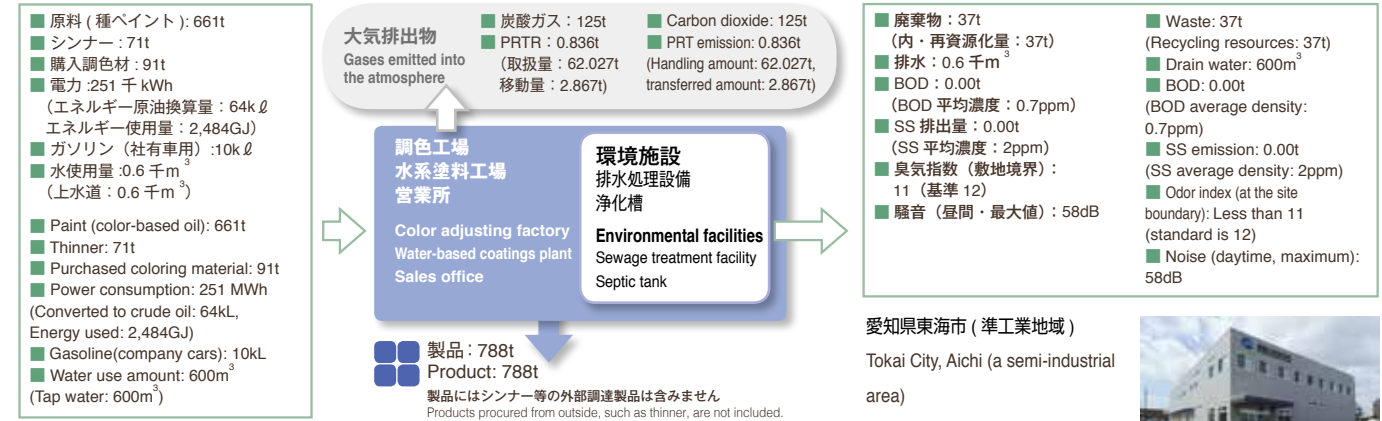 ■ 原料 ( 種ペイント ): 661t
■ シンナー : 71t
■ 購入調色材 : 91t
■ 電力 :251 千 kWh
（エネルギー原油換算量：64k ℓ
エネルギー使用量：2,484GJ）
■ ガソリン（社有車用）:10k ℓ
■ 水使用量 :0.6 千m³
（上水道：0.6 千m³）
■ Paint (color-based oil): 661t
■ Thinner: 71t
■ Purchased coloring material: 91t
■ Power consumption: 251 MWh
(Converted to crude oil: 64kL,
Energy used: 2,484GJ)
■ Gasoline(company cars): 10kL
■ Water use amount: 600m³
(Tap water: 600m³)
大気排出物
Gases emitted into
the atmosphere
■ 炭酸ガス：125t
■ PRTR：0.836t
（取扱量：62.027t
移動量：2.867t)
■ Carbon dioxide: 125t
■ PRT emission: 0.836t
(Handling amount: 62.027t,
transferred amount: 2.867t)
調色工場
水系塗料工場
営業所
Color adjusting factory
Water-based coatings plant
Sales office
環境施設
排水処理設備
浄化槽
Environmental facilities
Sewage treatment facility
Septic tank
製品：788t
Product: 788t
製品にはシンナー等の外部調達製品は含みません
Products procured from outside, such as thinner, are not included.
■ 廃棄物：37t
（内・再資源化量：37t）
■ 排水：0.6 千m³
■ BOD：0.00t
（BOD 平均濃度：0.7ppm）
■ SS 排出量：0.00t
（SS 平均濃度：2ppm）
■ 臭気指数（敷地境界）：
11（基準 12）
■ 騒音（昼間・最大値）：58dB
■ Waste: 37t
(Recycling resources: 37t)
■ Drain water: 600m³
■ BOD: 0.00t
(BOD average density:
0.7ppm)
■ SS emission: 0.00t
(SS average density: 2ppm)
■ Odor index (at the site
boundary): Less than 11
(standard is 12)
■ Noise (daytime, maximum):
58dB
愛知県東海市 ( 準工業地域 )
Tokai City, Aichi (a semi-industrial
area)